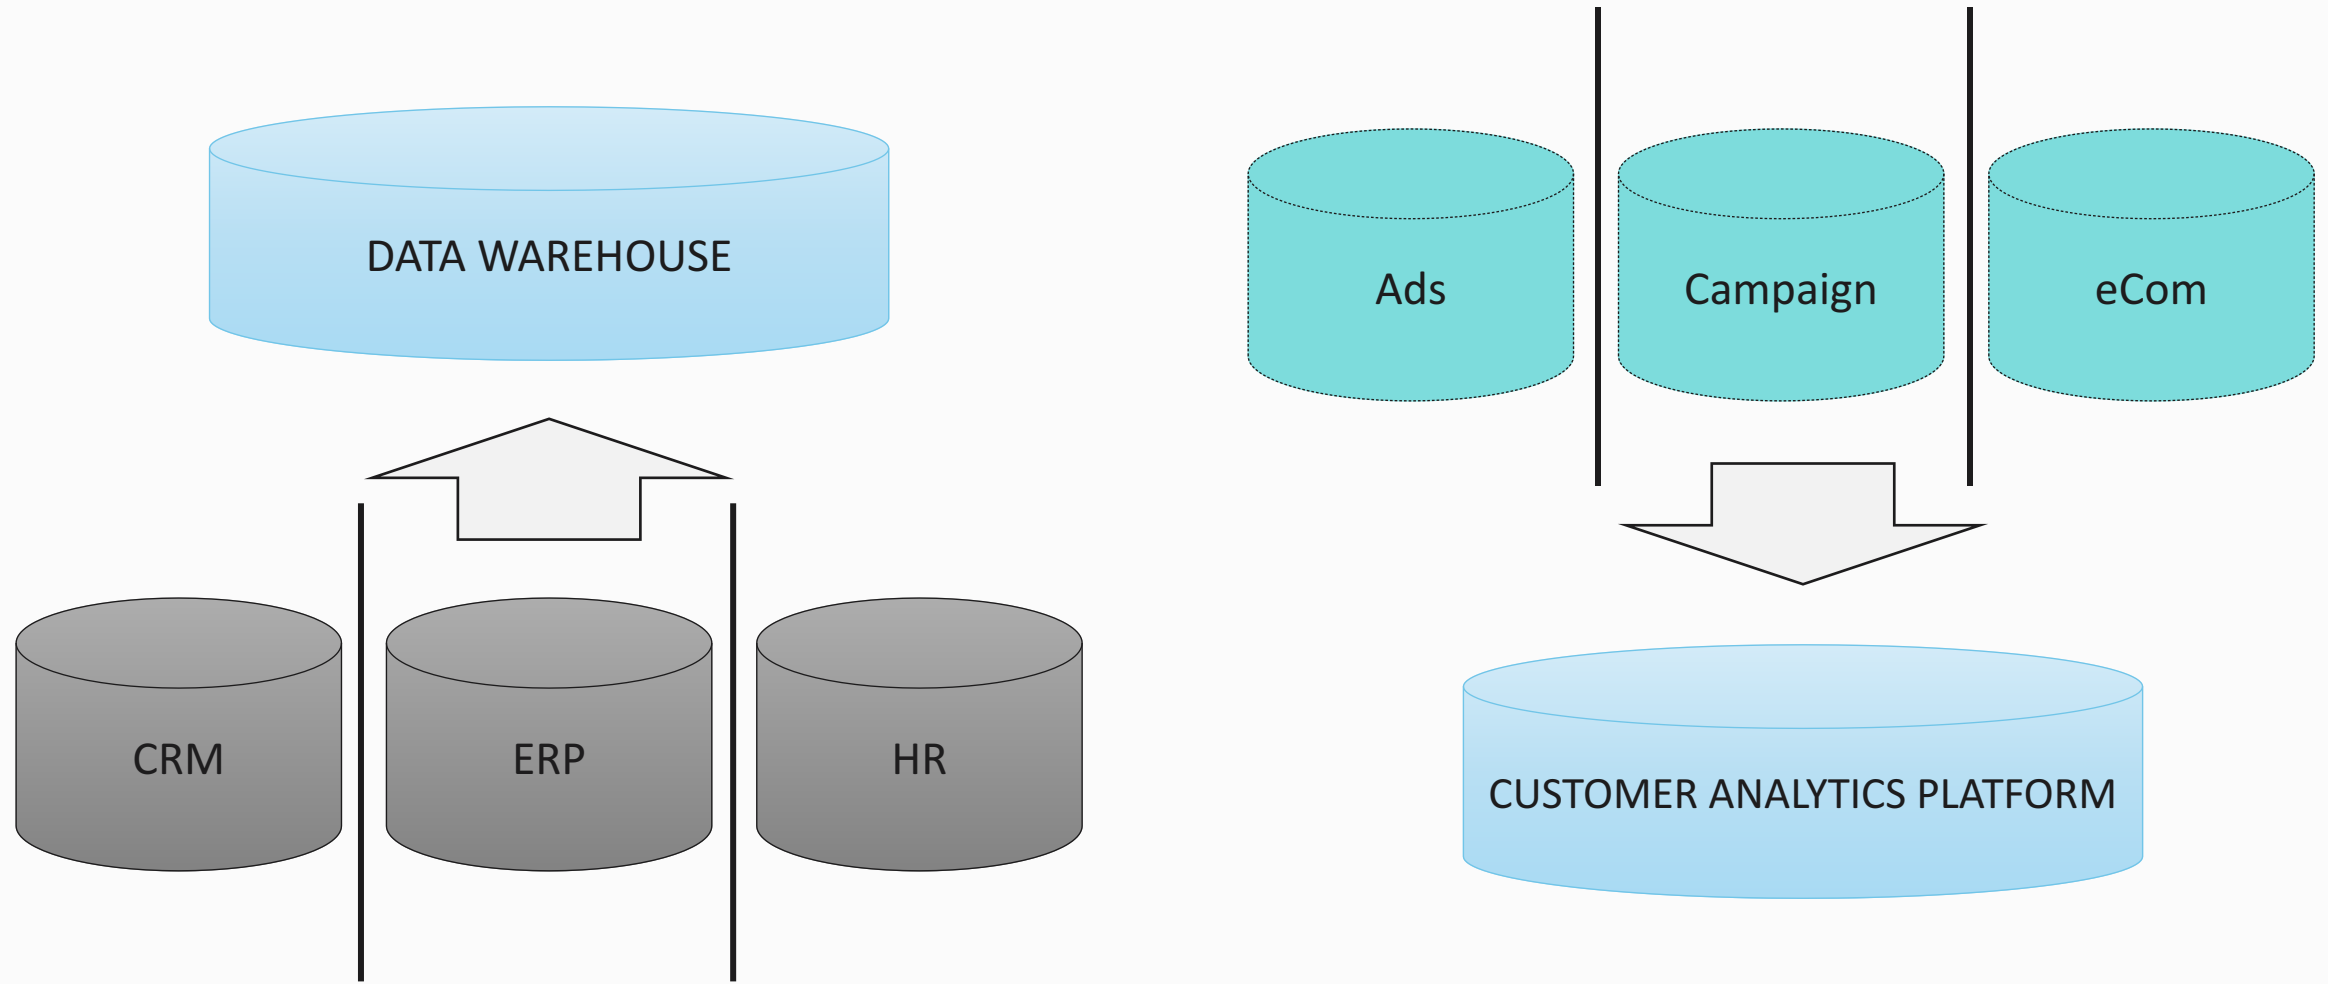 DATA WAREHOUSE
CRM
ERP
HR
Ads
Campaign
eCom
CUSTOMER ANALYTICS PLATFORM